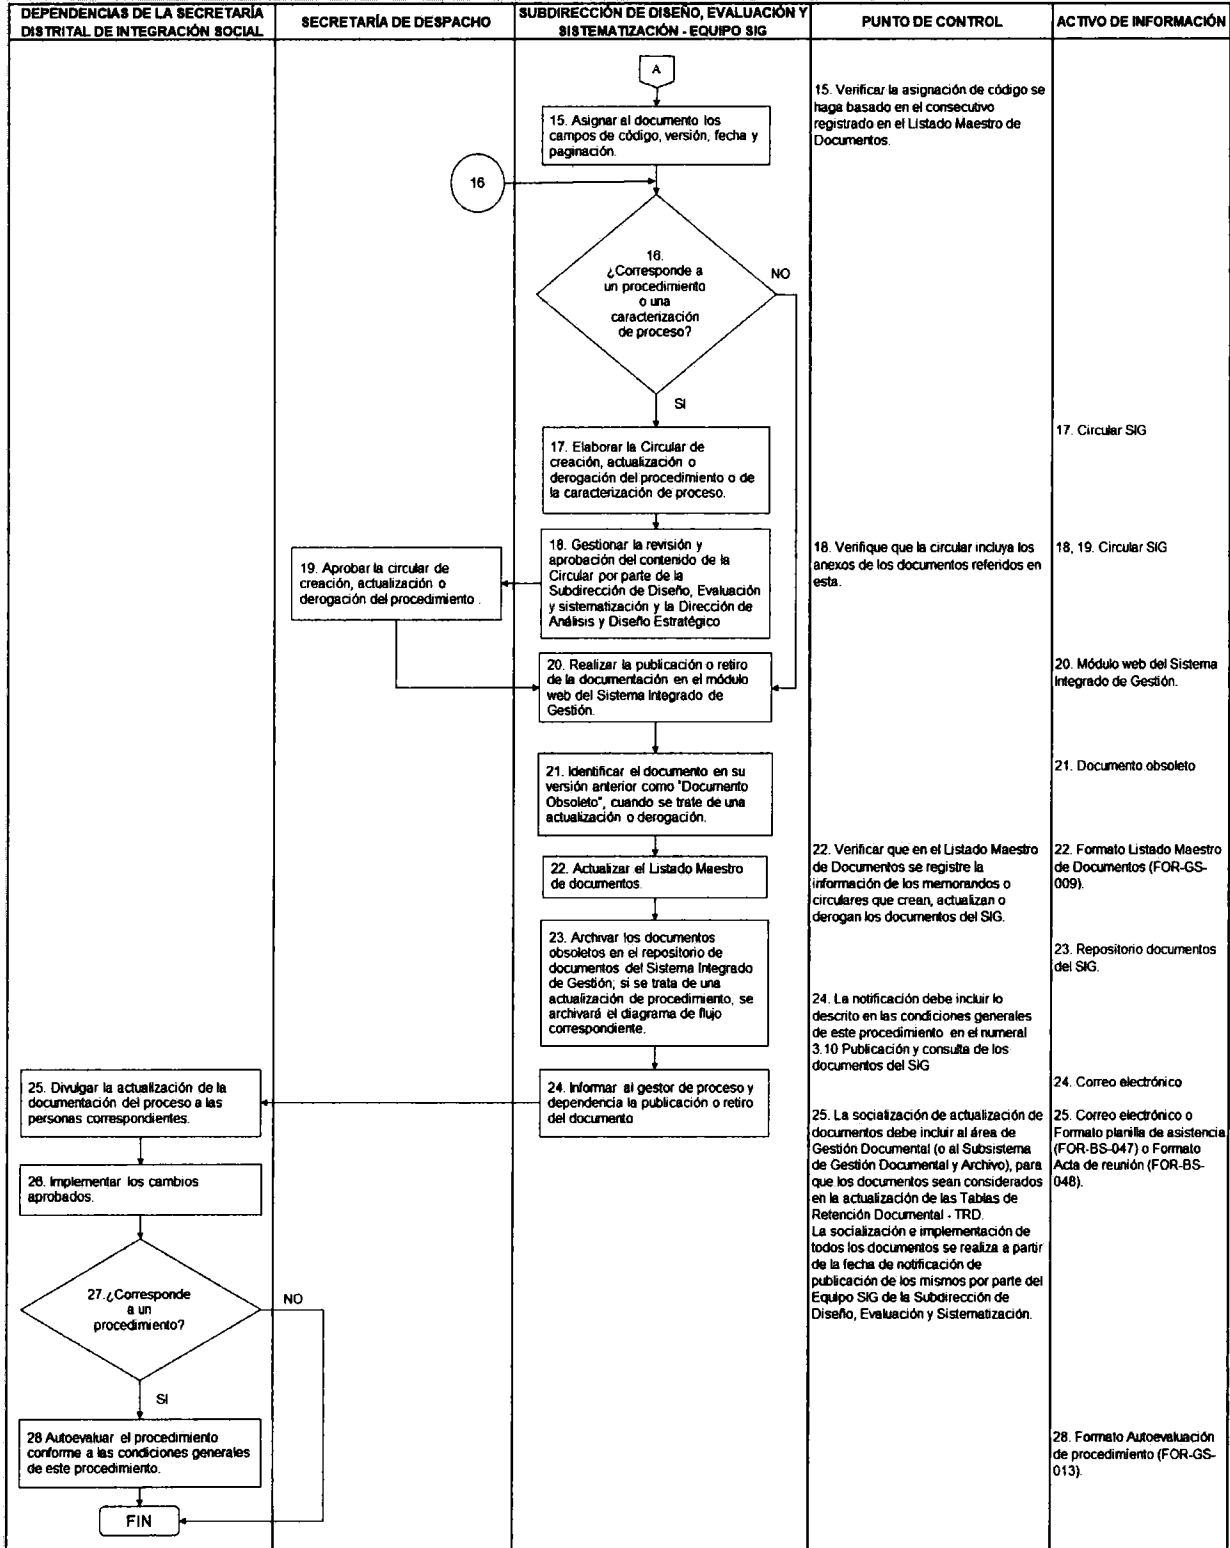 DEPENDENCIAS DE LA SECRETARÍA
DISTRITAL DE INTEGRACIÓN SOCIAL
SECRETARÍA DE DESPACHO
SUBDIRECCIÓN DE DISEÑO, EVALUACIÓN Y
SISTEMATIZACIÓN - EQUIPO SIG
PUNTO DE CONTROL
ACTIVO DE INFORMACIÓN
A
15. Asignar al documento los
campos de código, versión, fecha y
paginación.
15. Verificar la asignación de código se
haga basado en el consecutivo
registrado en el Listado Maestro de
Documentos.
16
16.
¿Corresponde a
un procedimiento
o una
caracterización
de proceso?
NO
SI
17. Elaborar la Circular de
creación, actualización o
derogación del procedimiento o de
la caracterización de proceso.
17. Circular SIG
18. Gestionar la revisión y
aprobación del contenido de la
Circular por parte de la
Subdirección de Diseño, Evaluación
y sistematización y la Dirección de
Análisis y Diseño Estratégico
18. Verifique que la circular incluya los
anexos de los documentos referidos en
esta.
18, 19. Circular SIG
19. Aprobar la circular de
creación, actualización o
derogación del procedimiento .
20. Realizar la publicación o retiro
de la documentación en el módulo
web del Sistema Integrado de
Gestión.
20. Módulo web del Sistema
Integrado de Gestión.
21. Identificar el documento en su
versión anterior como "Documento
Obsoleto", cuando se trate de una
actualización o derogación.
21. Documento obsoleto
22. Actualizar el Listado Maestro
de documentos.
22. Verificar que en el Listado Maestro
de Documentos se registre la
información de los memorandos o
circulares que crean, actualizan o
derogan los documentos del SIG.
22. Formato Listado Maestro
de Documentos (FOR-GS-
009).
23. Archivar los documentos
obsoletos en el repositorio de
documentos del Sistema Integrado
de Gestión; si se trata de una
actualización de procedimiento, se
archivará el diagrama de flujo
correspondiente.
23. Repositorio documentos
del SIG.
24. La notificación debe incluir lo
descrito en las condiciones generales
de este procedimiento en el numeral
3.10 Publicación y consulta de los
documentos del SIG
24. Informar al gestor de proceso y
dependencia la publicación o retiro
del documento
24. Correo electrónico
25. Divulgar la actualización de la
documentación del proceso a las
personas correspondientes.
25. La socialización de actualización de
documentos debe incluir al área de
Gestión Documental (o al Subsistema
de Gestión Documental y Archivo), para
que los documentos sean considerados
en la actualización de las Tablas de
Retención Documental - TRD.
La socialización e implementación de
todos los documentos se realiza a partir
de la fecha de notificación de
publicación de los mismos por parte del
Equipo SIG de la Subdirección de
Diseño, Evaluación y Sistematización.
25. Correo electrónico o
Formato planilla de asistencia
(FOR-BS-047) o Formato
Acta de reunión (FOR-BS-
048).
26. Implementar los cambios
aprobados.
27.¿Corresponde
a un
procedimiento?
NO
SI
28 Autoevaluar el procedimiento
conforme a las condiciones generales
de este procedimiento.
28. Formato Autoevaluación
de procedimiento (FOR-GS-
013).
FIN